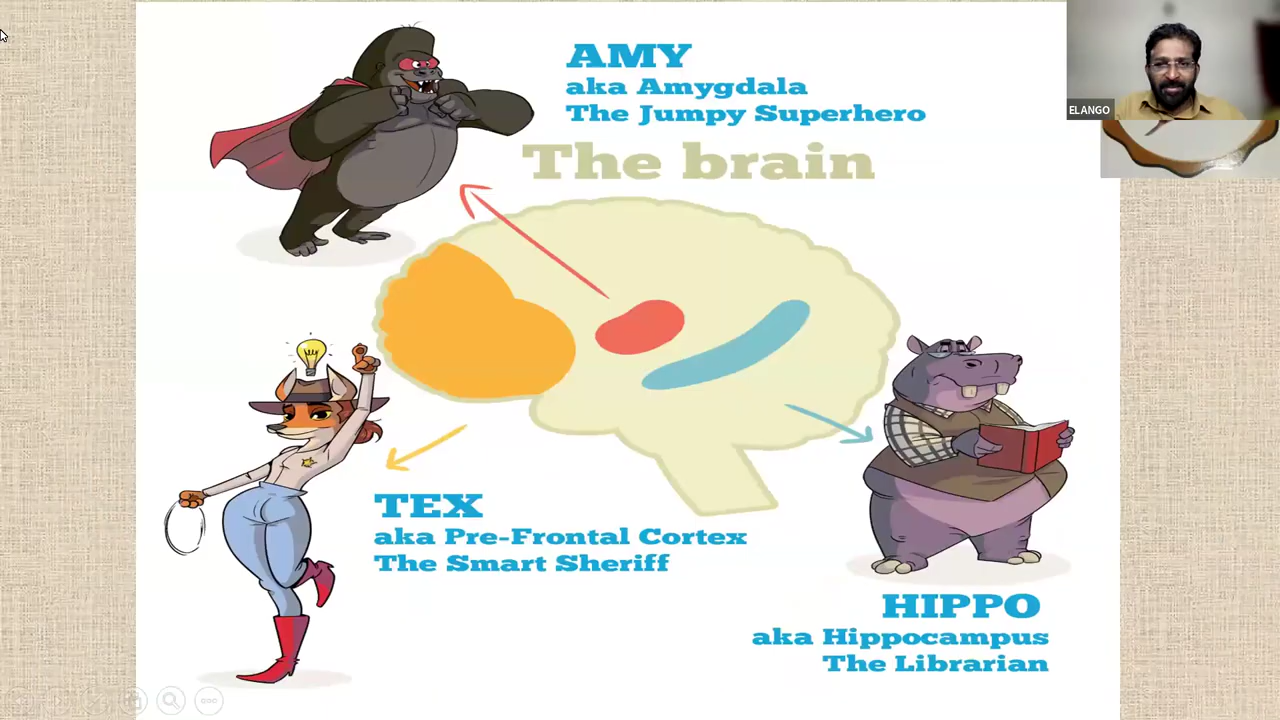 AMY
aka Amygdala
The Jumpy Superhero
ELANGO
The brain
TEX
aka Pre-Frontal Cortex
The Smart Sheriff
HIPPO
aka Hippocampus
The Librarian